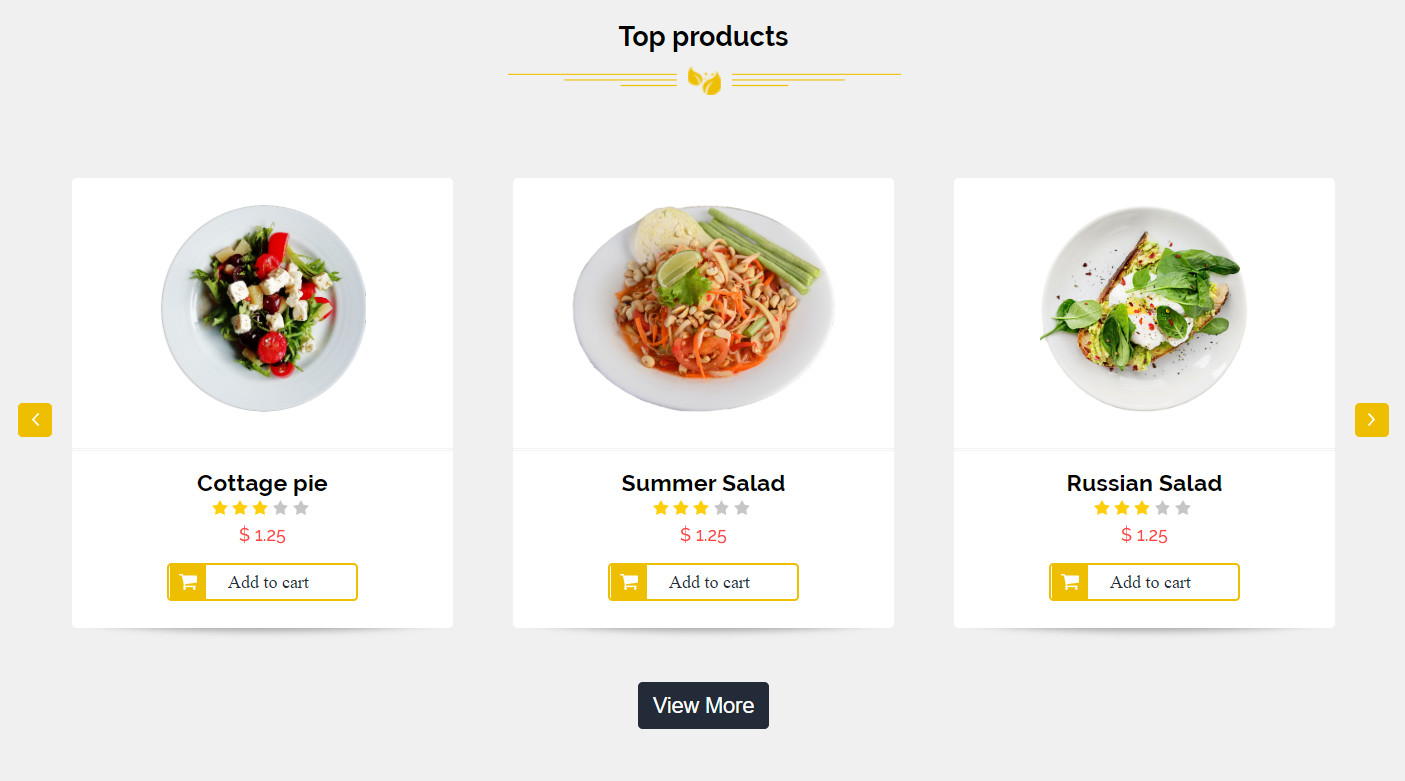 Top products
Cottage pie
$ 1.25
Add to cart
Summer Salad
$ 1.25
Add to cart
Russian Salad
$ 1.25
Add to cart
View More